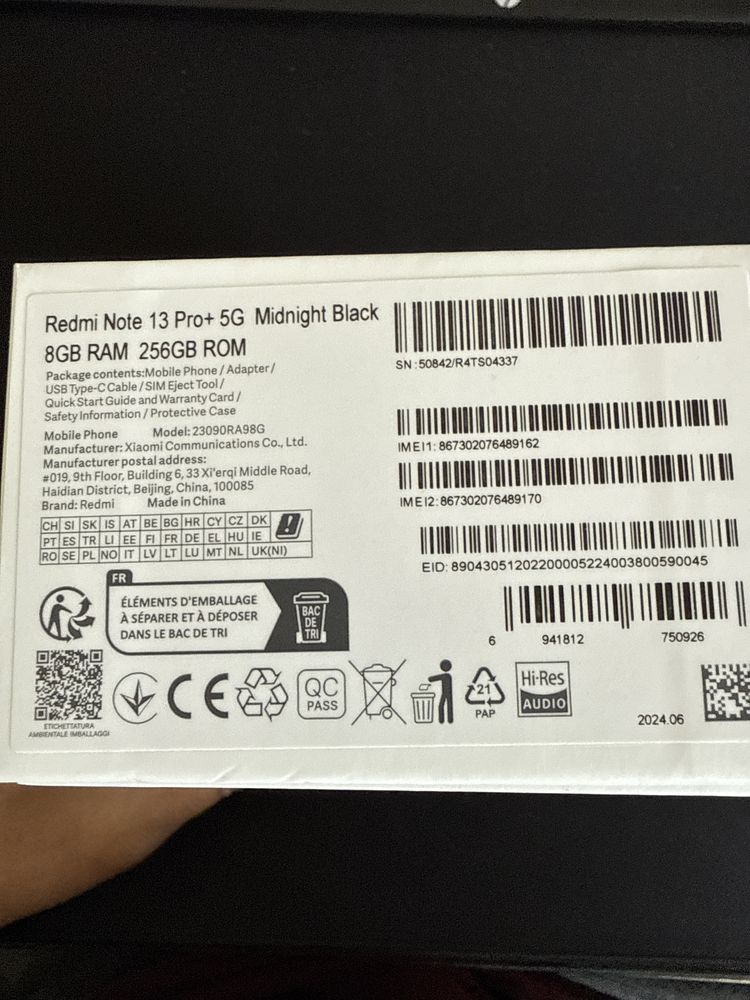 Redmi Note 13 Pro+ 5G Midnight Black
8GB RAM 256GB ROM
Package contents:Mobile Phone / Adapter /
USB Type-C Cable / SIM Eject Tool /
Quick Start Guide and Warranty Card /
Safety Information / Protective Case
Mobile Phone Model: 23090RA98G
Manufacturer: Xiaomi Communications Co., Ltd.
Manufacturer postal address:
#019, 9th Floor, Building 6, 33 Xi'erqi Middle Road,
Haidian District, Beijing, China, 100085
Brand: Redmi Made in China
CH SI SK IS AT BE BG HR CY CZ DK
PT ES TR LI EE FI FR DE EL HU IE
RO SE PL NO IT LV LT LU MT NL UK(NI)
SN:50842/R4TS04337
IMEI1: 867302076489162
IMEI2:867302076489170
EID: 89043051202200005224003800590045
6 941812 750926
FR
ÉLÉMENTS D'EMBALLAGE
À SÉPARER ET À DÉPOSER
DANS LE BAC DE TRI
BAC
DE
TRI
ETICHETTATURA
AMBIENTALE IMBALLAGGI
CE
QC
PASS
21
PAP
Hi-Res
AUDIO
2024.06